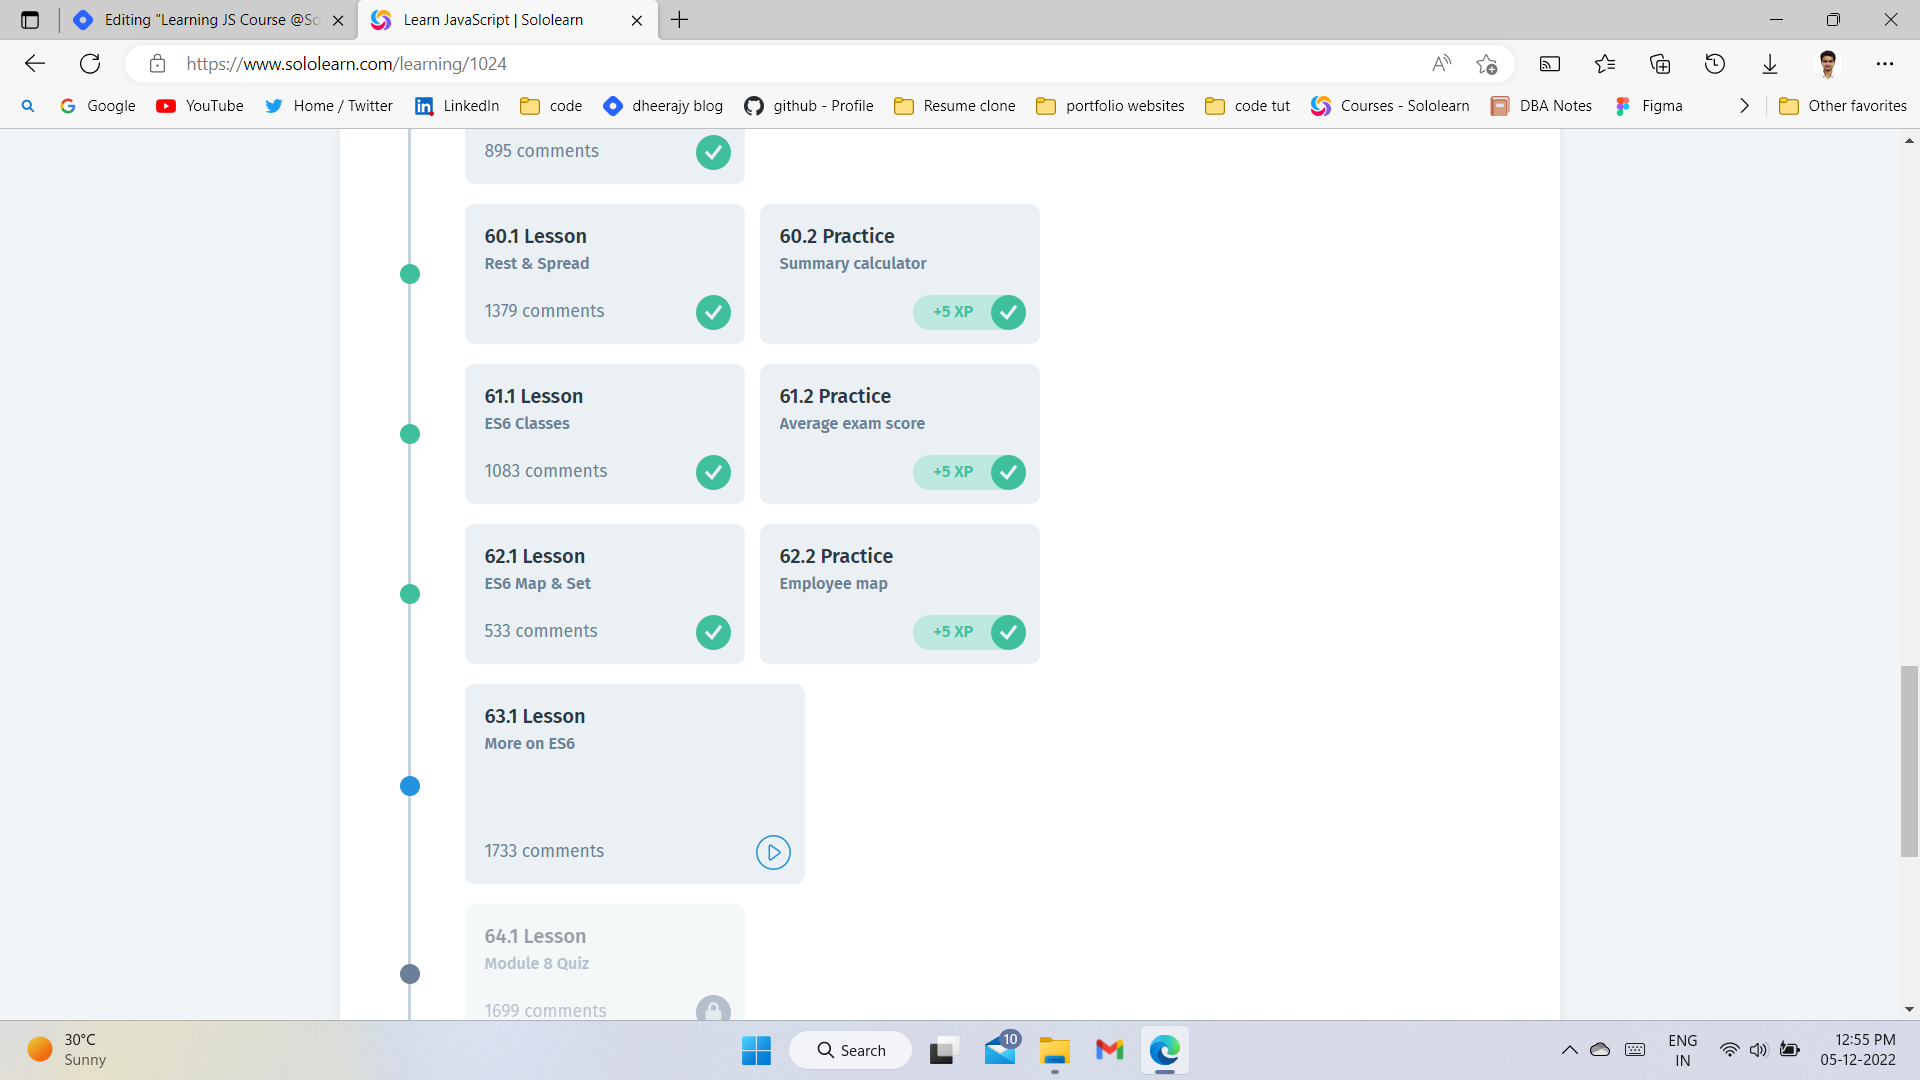 Editing "Learning JS Course @So
Learn JavaScript | Sololearn
https://www.sololearn.com/learning/1024
Google
YouTube
Home / Twitter
LinkedIn
code
dheerajy blog
github - Profile
Resume clone
portfolio websites
code tut
Courses - Sololearn
DBA Notes
Figma
Other favorites
895 comments
60.1 Lesson
Rest & Spread
1379 comments
60.2 Practice
Summary calculator
+5 XP
61.1 Lesson
ES6 Classes
1083 comments
61.2 Practice
Average exam score
+5 XP
62.1 Lesson
ES6 Map & Set
533 comments
62.2 Practice
Employee map
+5 XP
63.1 Lesson
More on ES6
1733 comments
64.1 Lesson
Module 8 Quiz
1699 comments
30°C
Sunny
Search
10
ENG
IN
12:55 PM
05-12-2022